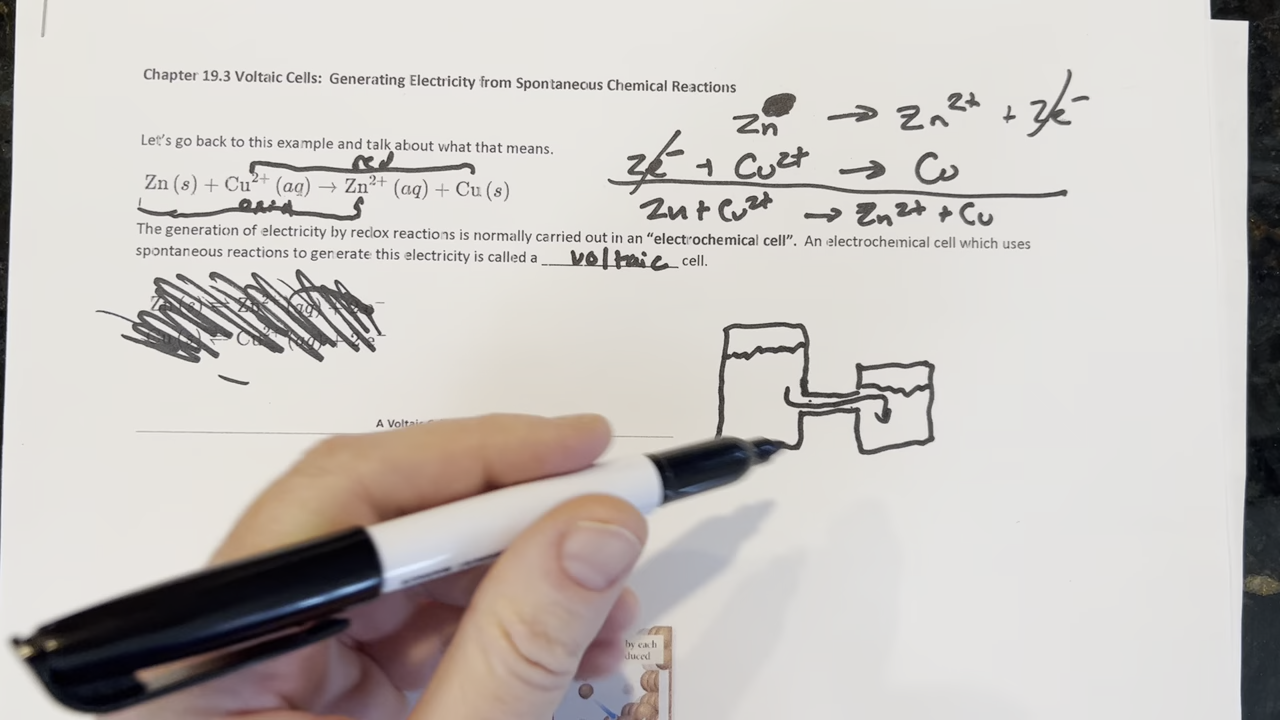 Chapter 19.3 Voltaic Cells: Generating Electricity from Spontaneous Chemical Reactions
Zn → Zn²⁺ + 2e⁻
Let's go back to this example and talk about what that means.
red
2e⁻ + Cu²⁺ → Cu
Zn (s) + Cu²⁺ (aq) → Zn²⁺ (aq) + Cu (s)
Zn + Cu²⁺ → Zn²⁺ + Cu
The generation of electricity by redox reactions is normally carried out in an "electrochemical cell". An electrochemical cell which uses
spontaneous reactions to generate this electricity is called a voltaic cell.
A
by each